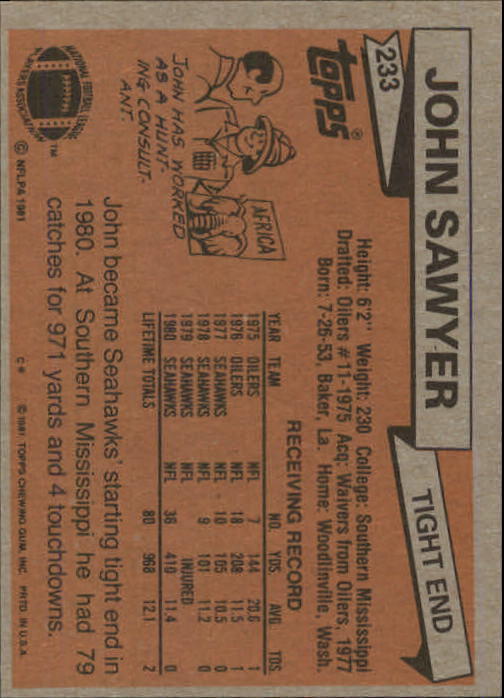 JOHN SAWYER
TIGHT END
233
topps®
Height: 6'2" Weight: 230 College: Southern Mississippi
Drafted: Oilers #11-1975 Acq: Waivers from Oilers, 1977
Born: 7-26-53, Baker, La. Home: Woodinville, Wash.
AFRICA
JOHN HAS WORKED
AS A HUNT-
ING CONSULT-
ANT.
RECEIVING RECORD
YEAR TEAM NO. YDS. AVG TDS.
1975 OILERS NFL 7 144 20.6 1
1976 OILERS NFL 18 208 11.5 1
1977 SEAHAWKS NFL 10 105 10.5 0
1978 SEAHAWKS NFL 9 101 11.2 0
1979 SEAHAWKS NFL INJURED
1980 SEAHAWKS NFL 36 410 11.4 0
LIFETIME TOTALS 80 968 12.1 2
John became Seahawks' starting tight end in
1980. At Southern Mississippi he had 79
catches for 971 yards and 4 touchdowns.
NATIONAL FOOTBALL LEAGUE
PLAYERS ASSOCIATION
TM
© NFLPA 1981
C* © 1981 TOPPS CHEWING GUM, INC. PRTD IN U.S.A.